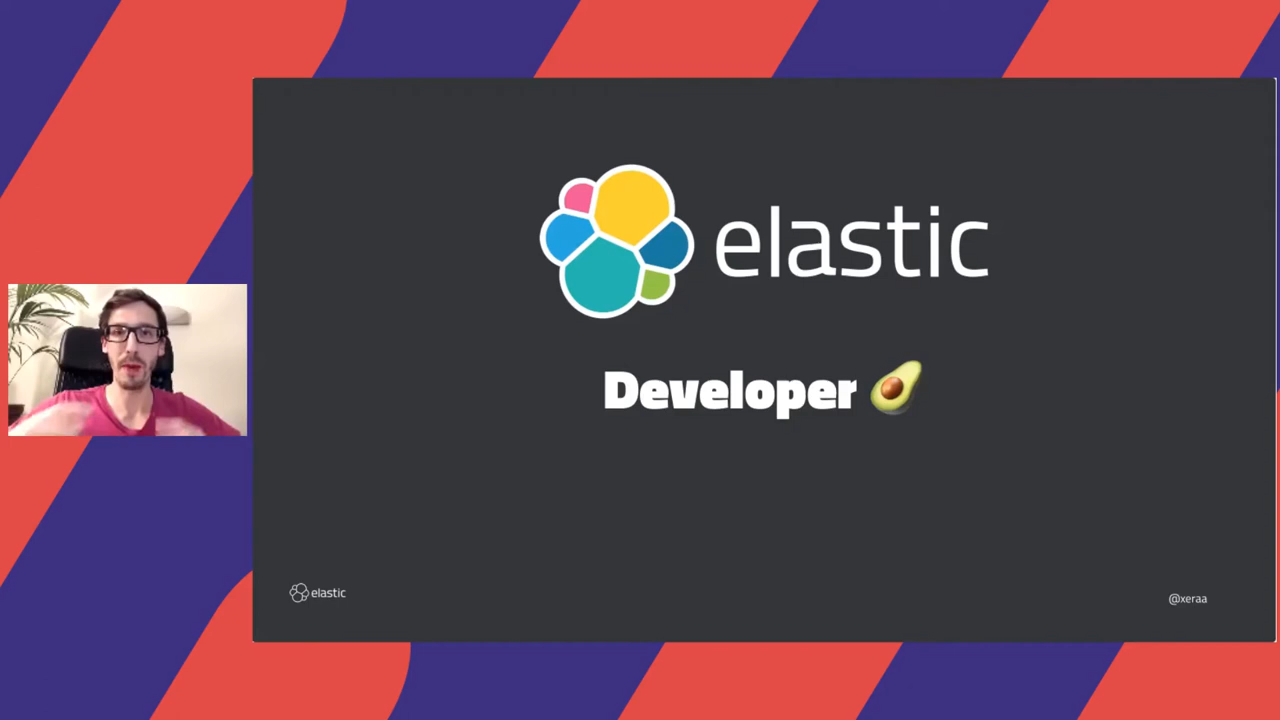 elastic
Developer 🥑
elastic
@xeraa